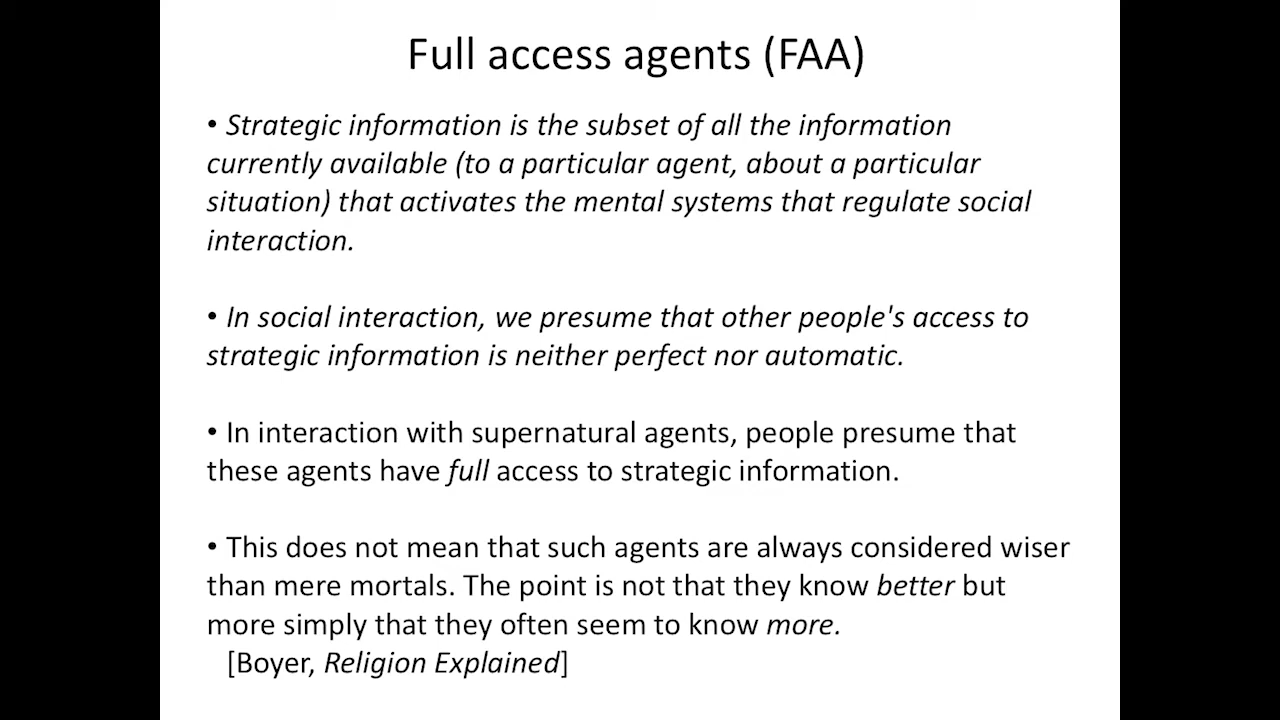 Full access agents (FAA)
• Strategic information is the subset of all the information
currently available (to a particular agent, about a particular
situation) that activates the mental systems that regulate social
interaction.
• In social interaction, we presume that other people's access to
strategic information is neither perfect nor automatic.
• In interaction with supernatural agents, people presume that
these agents have full access to strategic information.
• This does not mean that such agents are always considered wiser
than mere mortals. The point is not that they know better but
more simply that they often seem to know more.
[Boyer, Religion Explained]